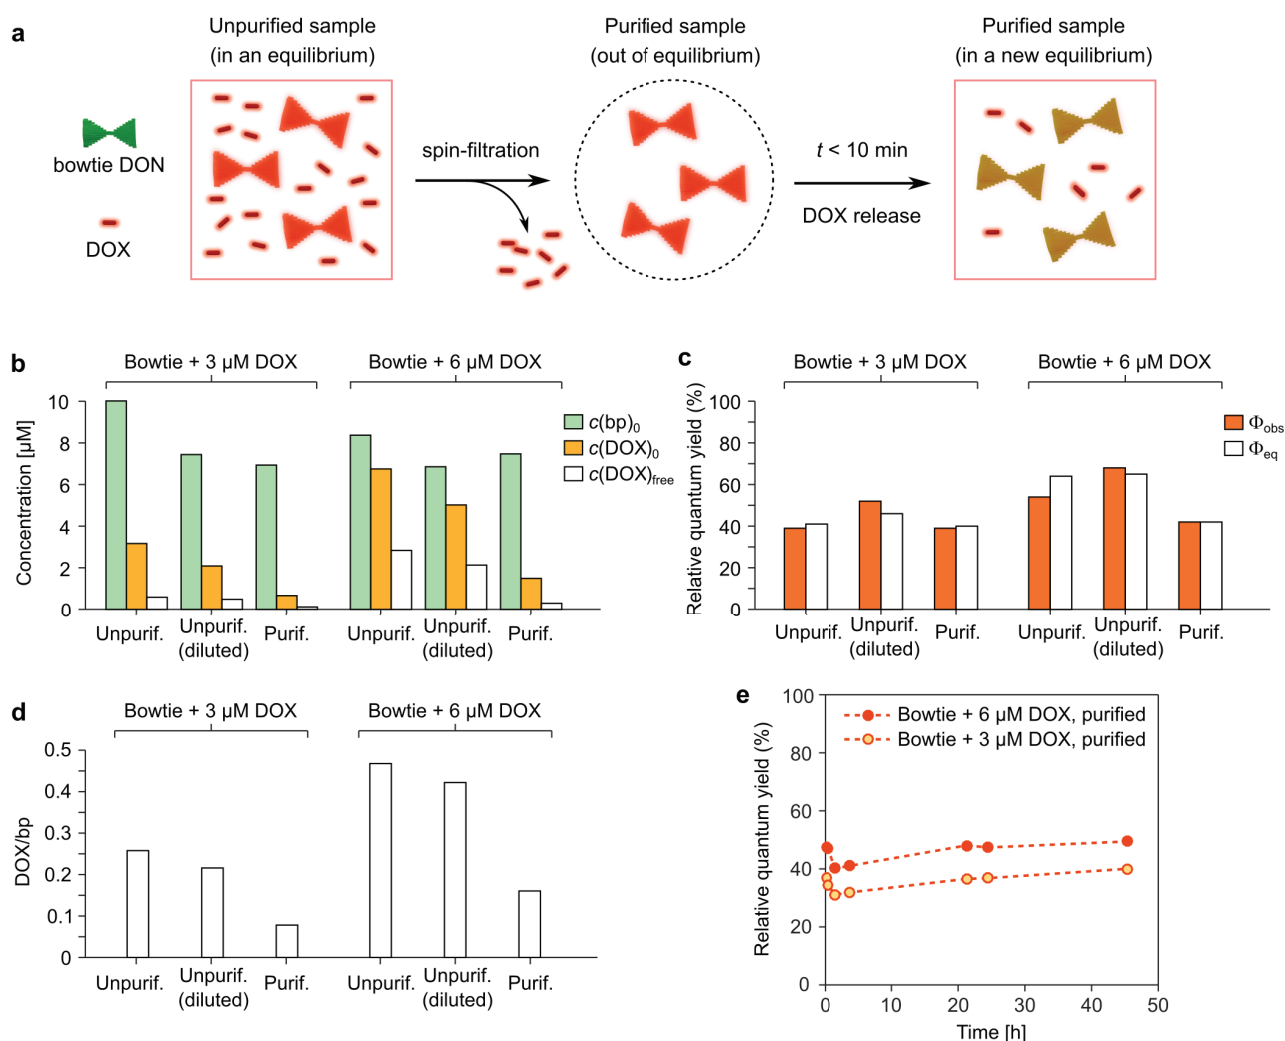 a
Unpurified sample
(in an equilibrium)
Purified sample
(out of equilibrium)
Purified sample
(in a new equilibrium)
bowtie DON
DOX
spin-filtration
t < 10 min
DOX release
b
Bowtie + 3 µM DOX
Bowtie + 6 µM DOX
Concentration [µM]
10
8
6
4
2
0
c(bp)0
c(DOX)0
c(DOX)free
Unpurif.
Unpurif.
(diluted)
Purif.
Unpurif.
Unpurif.
(diluted)
Purif.
c
Bowtie + 3 µM DOX
Bowtie + 6 µM DOX
Relative quantum yield (%)
100
80
60
40
20
0
Φobs
Φeq
Unpurif.
Unpurif.
(diluted)
Purif.
Unpurif.
Unpurif.
(diluted)
Purif.
d
Bowtie + 3 µM DOX
Bowtie + 6 µM DOX
DOX/bp
0.5
0.4
0.3
0.2
0.1
0
Unpurif.
Unpurif.
(diluted)
Purif.
Unpurif.
Unpurif.
(diluted)
Purif.
e
Relative quantum yield (%)
100
80
60
40
20
0
Bowtie + 6 µM DOX, purified
Bowtie + 3 µM DOX, purified
0
10
20
30
40
50
Time [h]